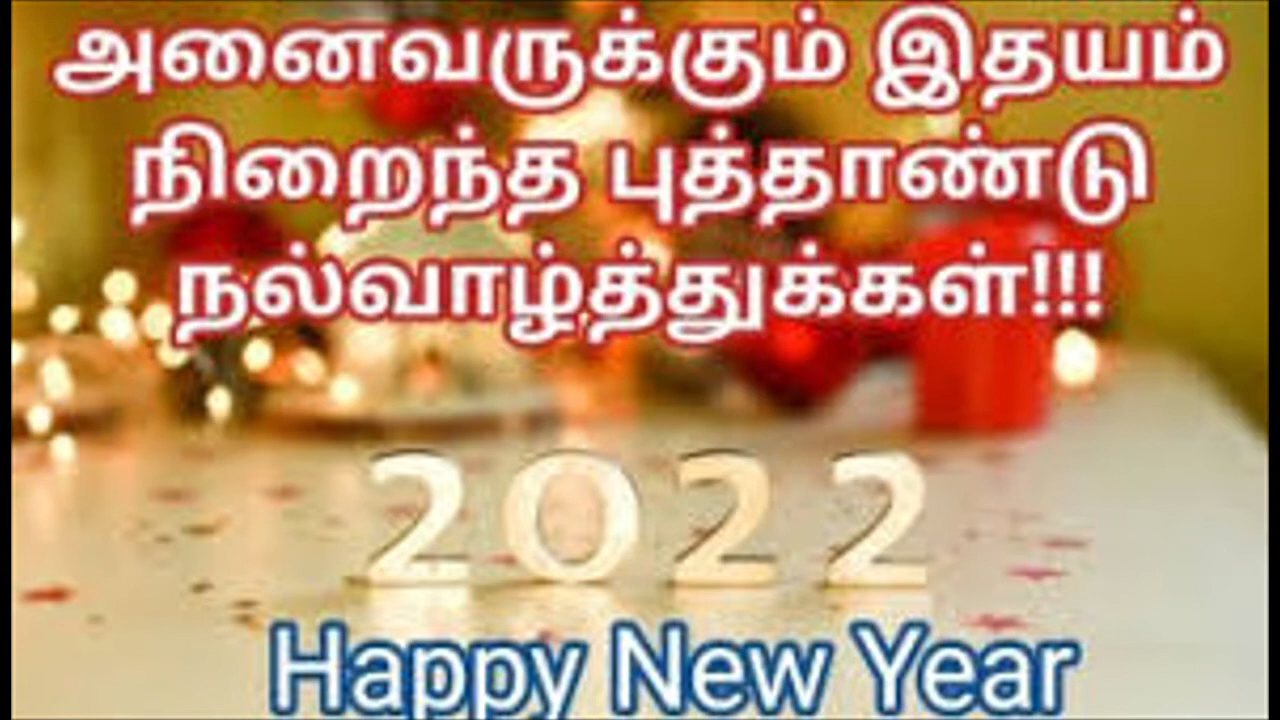 அனைவருக்கும் இதயம்
நிறைந்த புத்தாண்டு
நல்வாழ்த்துக்கள்!!!
2022
Happy New Year